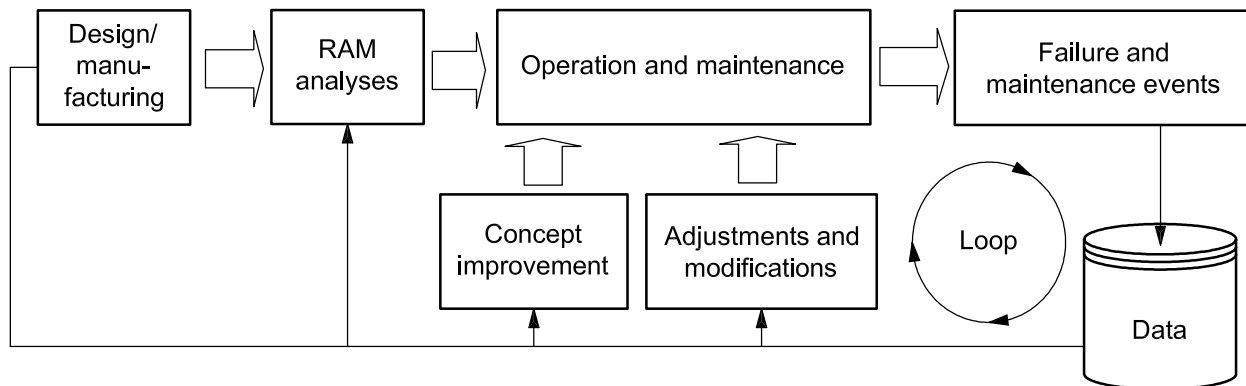 Design/
manu-
facturing
RAM
analyses
Operation and maintenance
Failure and
maintenance events
Concept
improvement
Adjustments and
modifications
Loop
Data